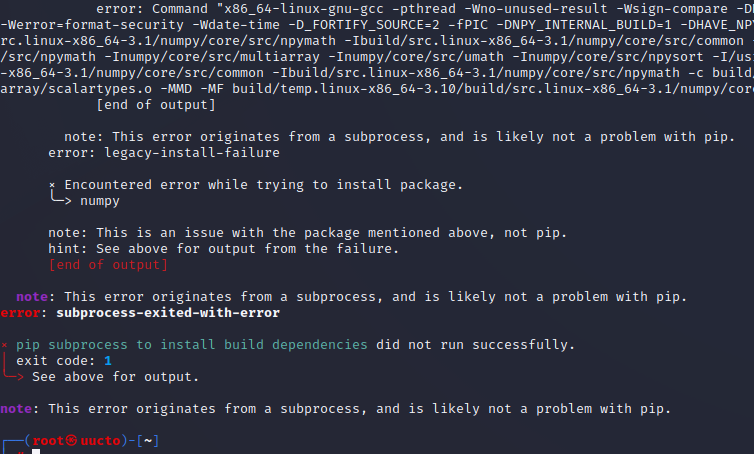 error: Command "x86_64-linux-gnu-gcc -pthread -Wno-unused-result -Wsign-compare
-Werror=format-security -Wdate-time -D_FORTIFY_SOURCE=2 -fPIC -DNPY_INTERNAL_BUILD=1
rc.linux-x86_64-3.1/numpy/core/src/npymath -Ibuild/src.linux-x86_64-3.1/numpy/core/src/common -
/src/npymath -Inumpy/core/src/multiarray -Inumpy/core/src/umath -Inumpy/core/src/npysort
-x86_64-3.1/numpy/core/src/common -Ibuild/src.linux-x86_64-3.1/numpy/core/src/npymath -c
array/scalartypes.o -MMD -MF build/temp.linux-x86_64-3.10/build/src.linux-x86_64-3.1/numpy/cor
[end of output]
note: This error originates from a subprocess, and is likely not a problem with pip.
error: legacy-install-failure
× Encountered error while trying to install package.
╰─> numpy
note: This is an issue with the package mentioned above, not pip.
hint: See above for output from the failure.
[end of output]
note: This error originates from a subprocess, and is likely not a problem with pip.
error: subprocess-exited-with-error
× pip subprocess to install build dependencies did not run successfully.
│ exit code: 1
╰─> See above for output.
note: This error originates from a subprocess, and is likely not a problem with pip.
┌──(root㉿uucto)-[~]